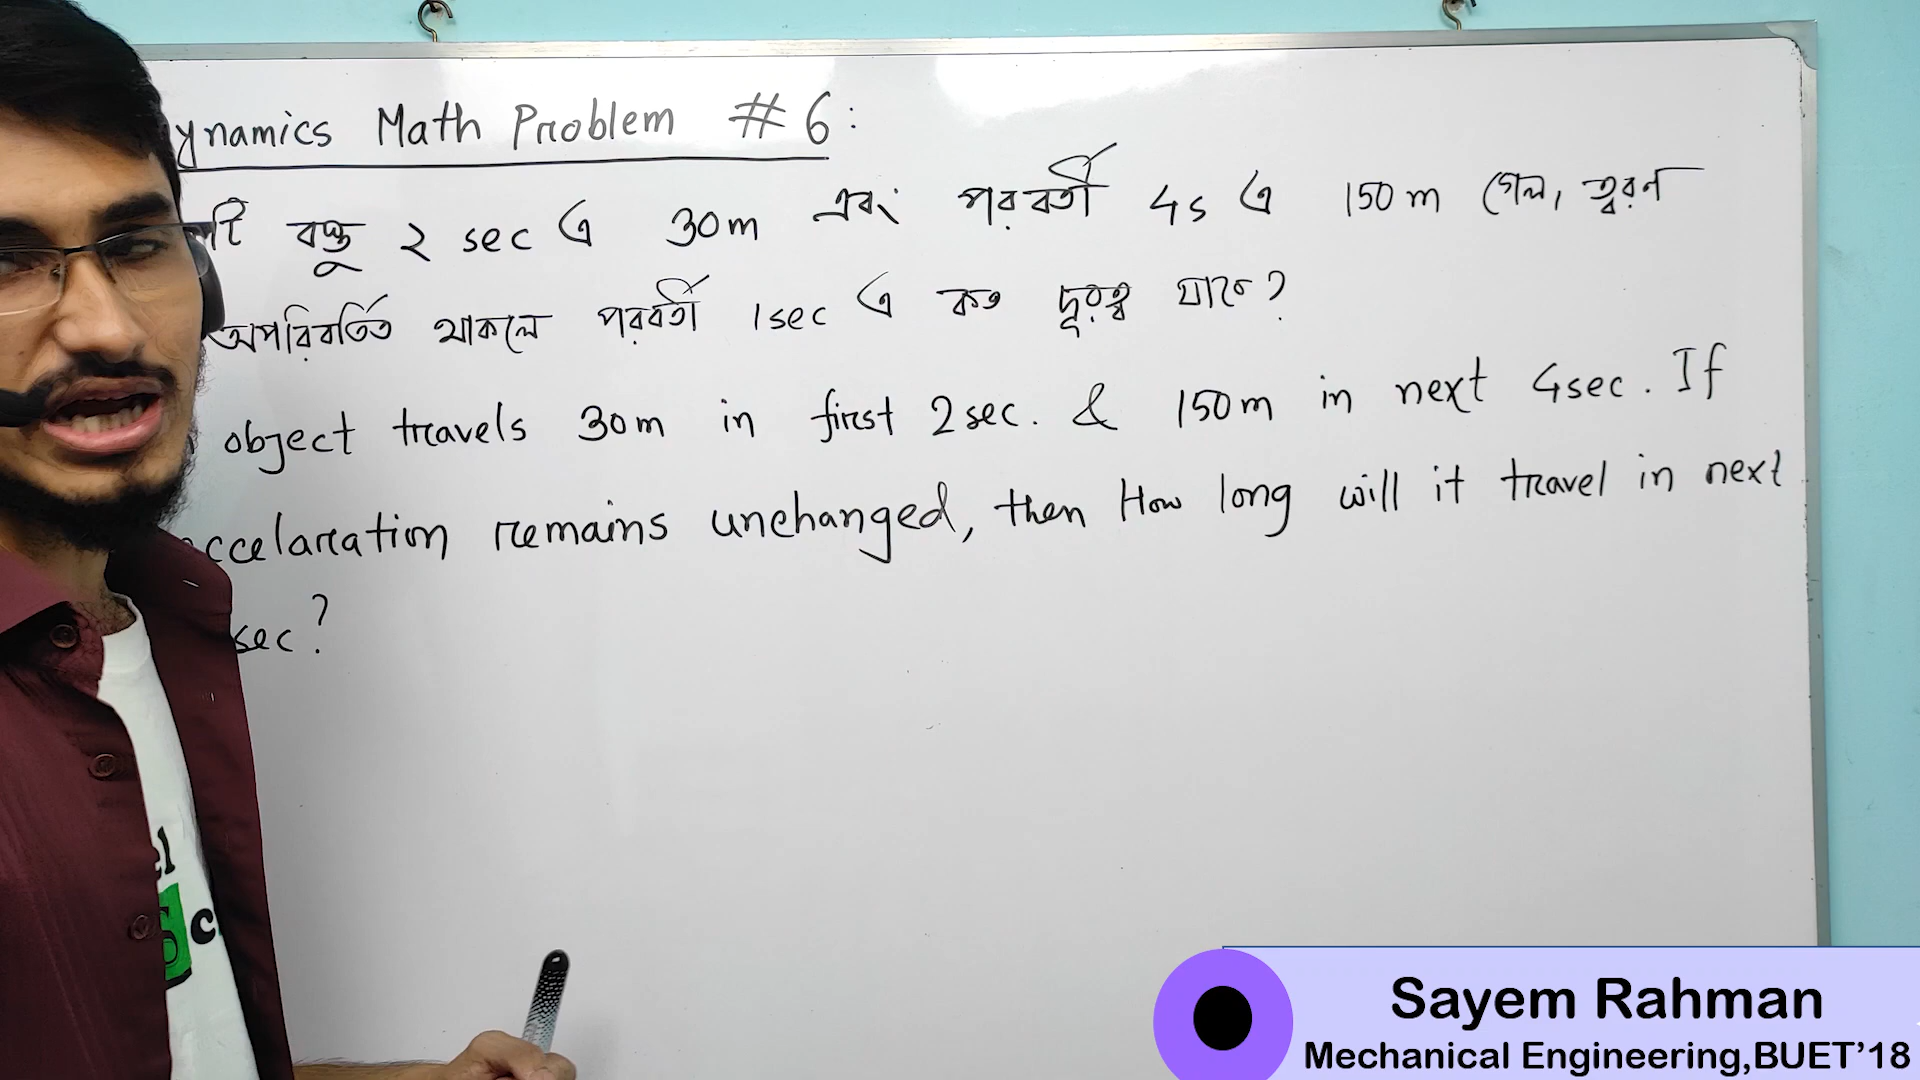 ynamics Math Problem # 6:
টি বস্তু ২ sec এ 30m এবং পরবর্তী 4s এ 150 m গেল, ত্বরণ
অপরিবর্তিত থাকলে পরবর্তী 1sec এ কত দূরত্ব যাবে?
object travels 30m in first 2sec. & 150m in next 4sec. If
accelaration remains unchanged, then How long will it travel in next
sec?
el
S c
Sayem Rahman
Mechanical Engineering,BUET'18